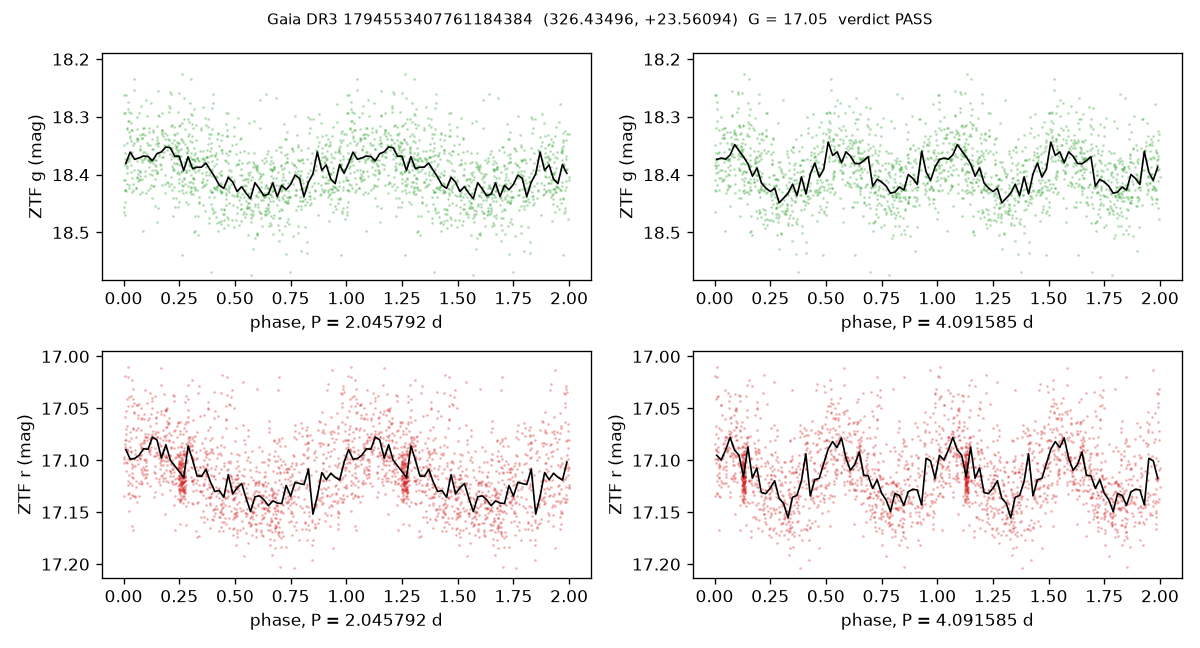 Gaia DR3 1794553407761184384 (326.43496, +23.56094) G = 17.05 verdict PASS
ZTF g (mag)
18.2
18.3
18.4
18.5
0.00 0.25 0.50 0.75 1.00 1.25 1.50 1.75 2.00
phase, P = 2.045792 d
ZTF g (mag)
18.2
18.3
18.4
18.5
0.00 0.25 0.50 0.75 1.00 1.25 1.50 1.75 2.00
phase, P = 4.091585 d
ZTF r (mag)
17.00
17.05
17.10
17.15
17.20
0.00 0.25 0.50 0.75 1.00 1.25 1.50 1.75 2.00
phase, P = 2.045792 d
ZTF r (mag)
17.00
17.05
17.10
17.15
17.20
0.00 0.25 0.50 0.75 1.00 1.25 1.50 1.75 2.00
phase, P = 4.091585 d